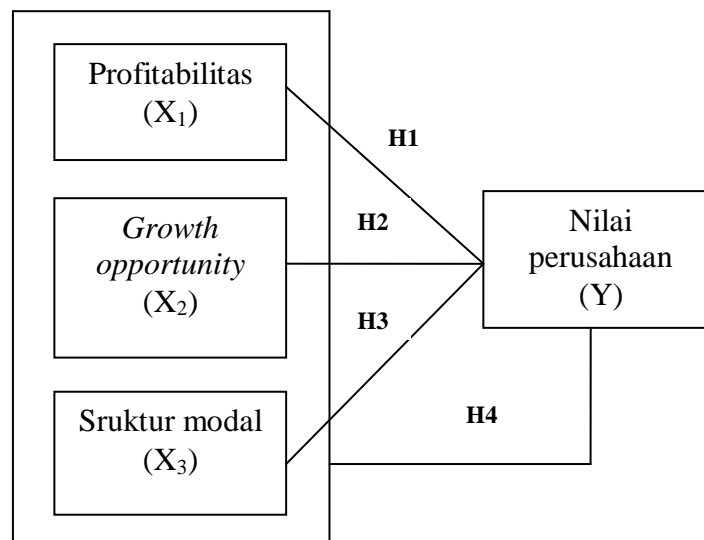 Profitabilitas
(X₁)
H1
Growth
opportunity
(X₂)
H2
Nilai
perusahaan
(Y)
H3
Sruktur modal
(X₃)
H4